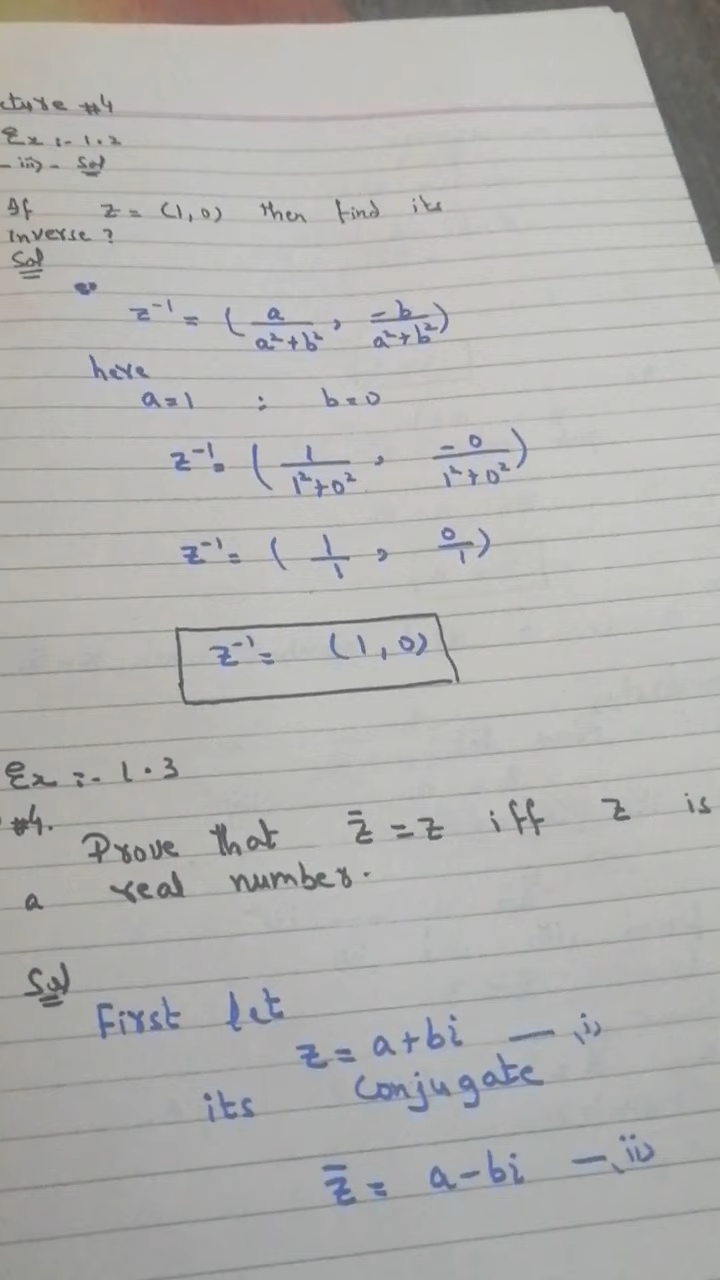 cture #4
Ex :- 1.2
- iii) - Sol
If z = (1,0) then find its
inverse ?
Sol
z⁻¹ = ( a/(a²+b²) , -b/(a²+b²) )
here
a=1 : b=0
z⁻¹= ( 1/(1²+0²) , -0/(1²+0²) )
z⁻¹= ( 1/1 , 0/1 )
z⁻¹= (1,0)
Ex :- 1.3
#4.
Prove that z̄ = z iff z is
a real number.
Sol
First let
z = a+bi — i)
its conjugate
z̄ = a-bi — ii)